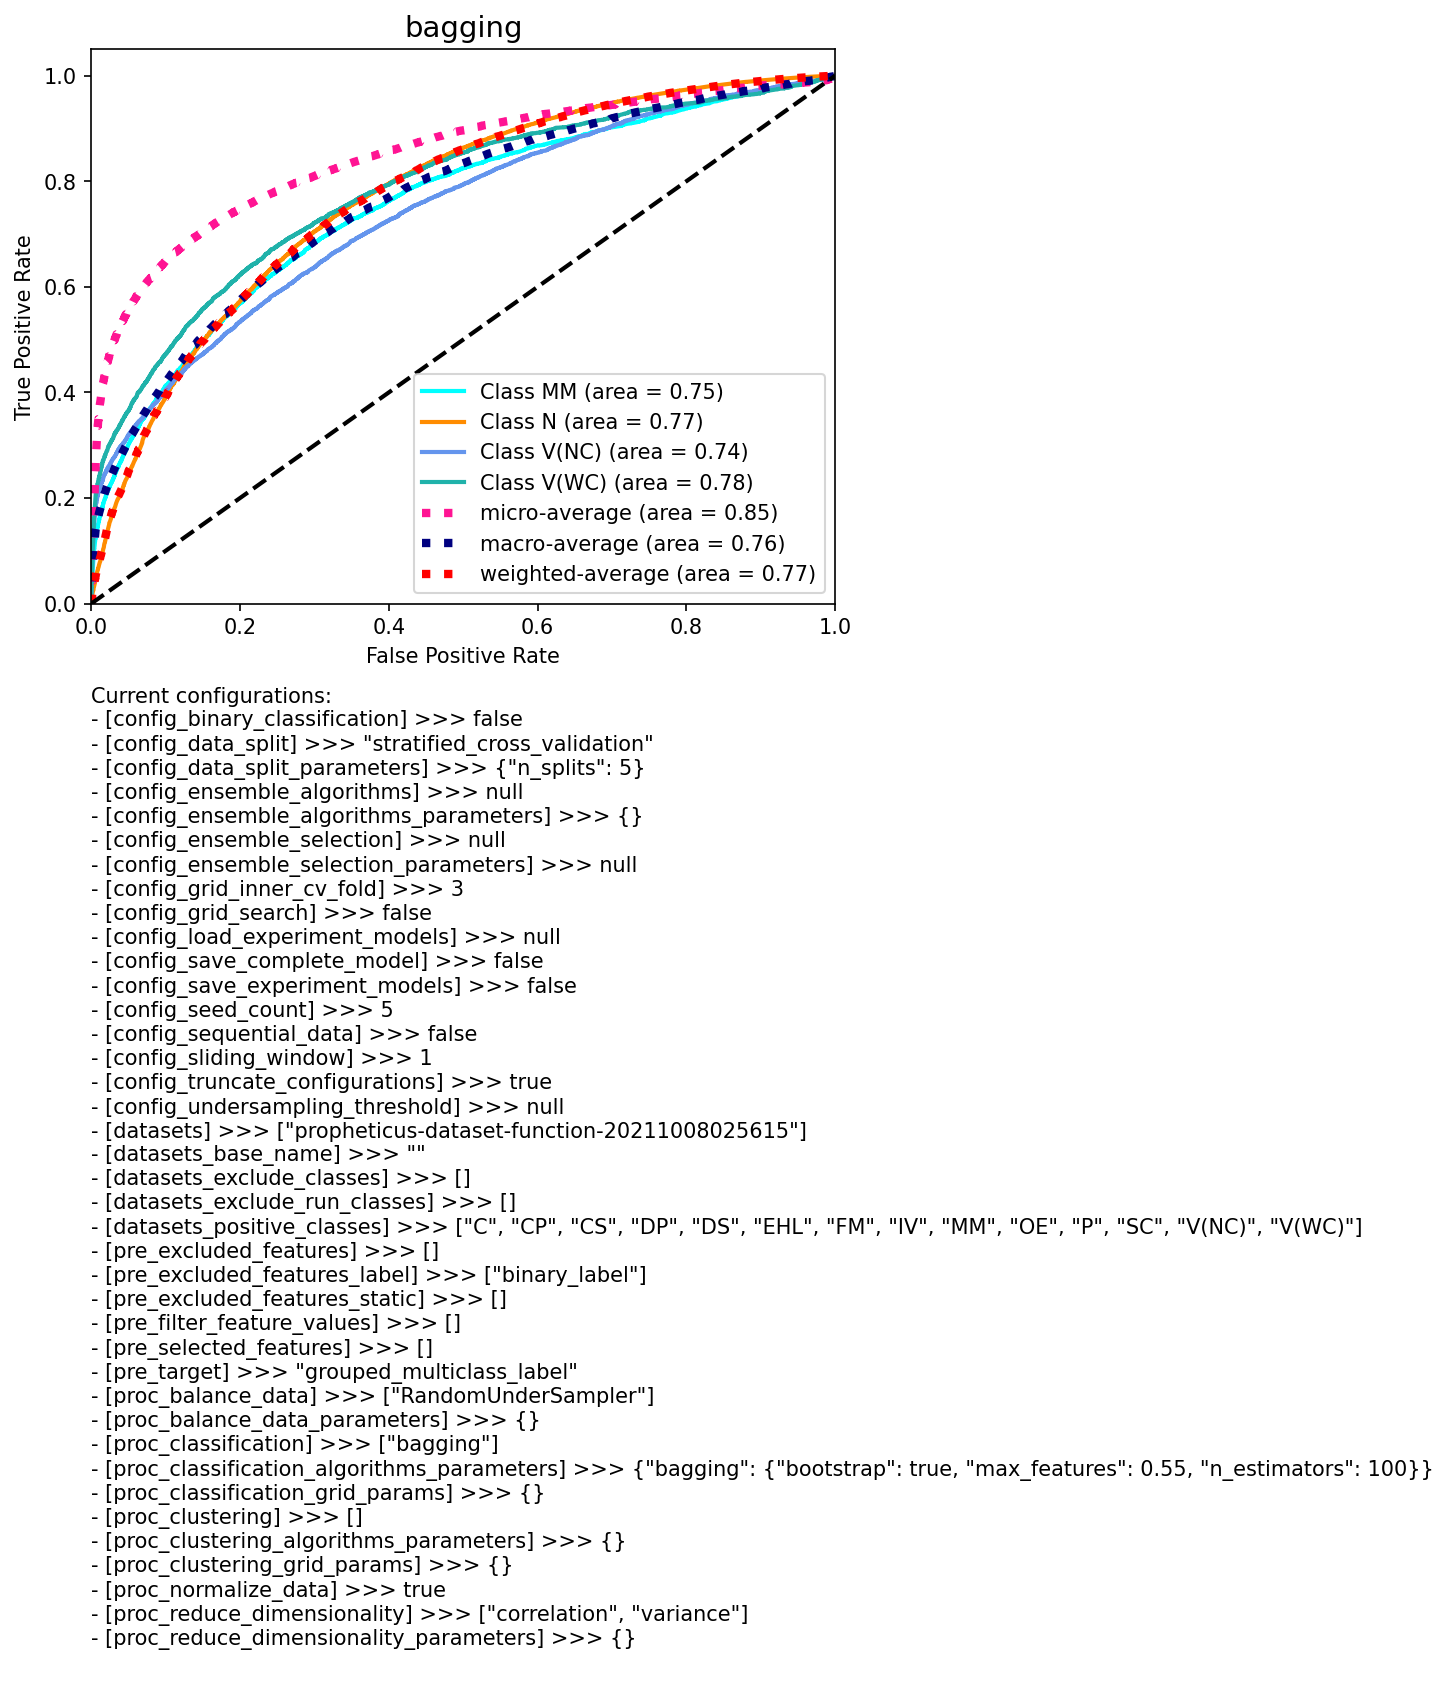 bagging
1.0
0.8
0.6
0.4
0.2
0.0
True Positive Rate
Class MM (area = 0.75)
Class N (area = 0.77)
Class V(NC) (area = 0.74)
Class V(WC) (area = 0.78)
micro-average (area = 0.85)
macro-average (area = 0.76)
weighted-average (area = 0.77)
0.0 0.2 0.4 0.6 0.8 1.0
False Positive Rate
Current configurations:
- [config_binary_classification] >>> false
- [config_data_split] >>> "stratified_cross_validation"
- [config_data_split_parameters] >>> {"n_splits": 5}
- [config_ensemble_algorithms] >>> null
- [config_ensemble_algorithms_parameters] >>> {}
- [config_ensemble_selection] >>> null
- [config_ensemble_selection_parameters] >>> null
- [config_grid_inner_cv_fold] >>> 3
- [config_grid_search] >>> false
- [config_load_experiment_models] >>> null
- [config_save_complete_model] >>> false
- [config_save_experiment_models] >>> false
- [config_seed_count] >>> 5
- [config_sequential_data] >>> false
- [config_sliding_window] >>> 1
- [config_truncate_configurations] >>> true
- [config_undersampling_threshold] >>> null
- [datasets] >>> ["propheticus-dataset-function-20211008025615"]
- [datasets_base_name] >>> ""
- [datasets_exclude_classes] >>> []
- [datasets_exclude_run_classes] >>> []
- [datasets_positive_classes] >>> ["C", "CP", "CS", "DP", "DS", "EHL", "FM", "IV", "MM", "OE", "P", "SC", "V(NC)", "V(WC)"]
- [pre_excluded_features] >>> []
- [pre_excluded_features_label] >>> ["binary_label"]
- [pre_excluded_features_static] >>> []
- [pre_filter_feature_values] >>> []
- [pre_selected_features] >>> []
- [pre_target] >>> "grouped_multiclass_label"
- [proc_balance_data] >>> ["RandomUnderSampler"]
- [proc_balance_data_parameters] >>> {}
- [proc_classification] >>> ["bagging"]
- [proc_classification_algorithms_parameters] >>> {"bagging": {"bootstrap": true, "max_features": 0.55, "n_estimators": 100}}
- [proc_classification_grid_params] >>> {}
- [proc_clustering] >>> []
- [proc_clustering_algorithms_parameters] >>> {}
- [proc_clustering_grid_params] >>> {}
- [proc_normalize_data] >>> true
- [proc_reduce_dimensionality] >>> ["correlation", "variance"]
- [proc_reduce_dimensionality_parameters] >>> {}